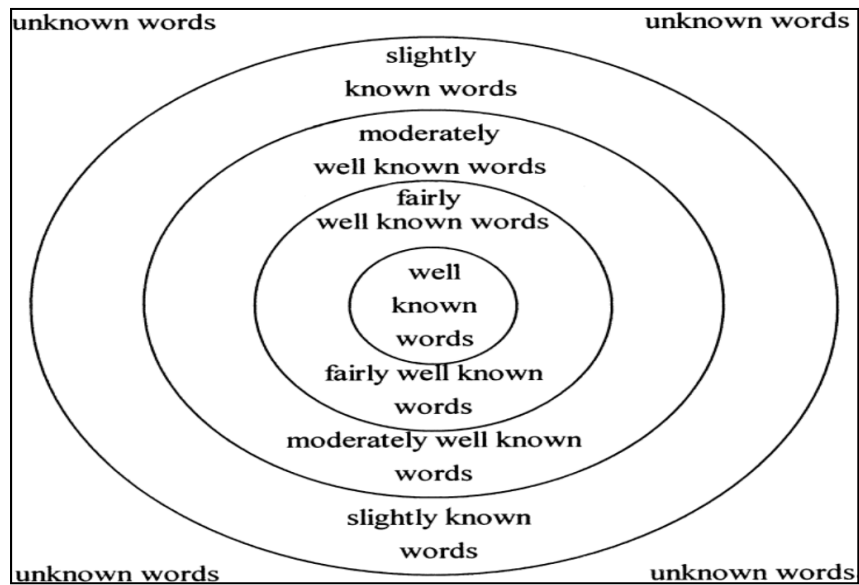 unknown words
unknown words
slightly
known words
moderately
well known words
fairly
well known words
well
known
words
fairly well known
words
moderately well known
words
slightly known
words
unknown words
unknown words